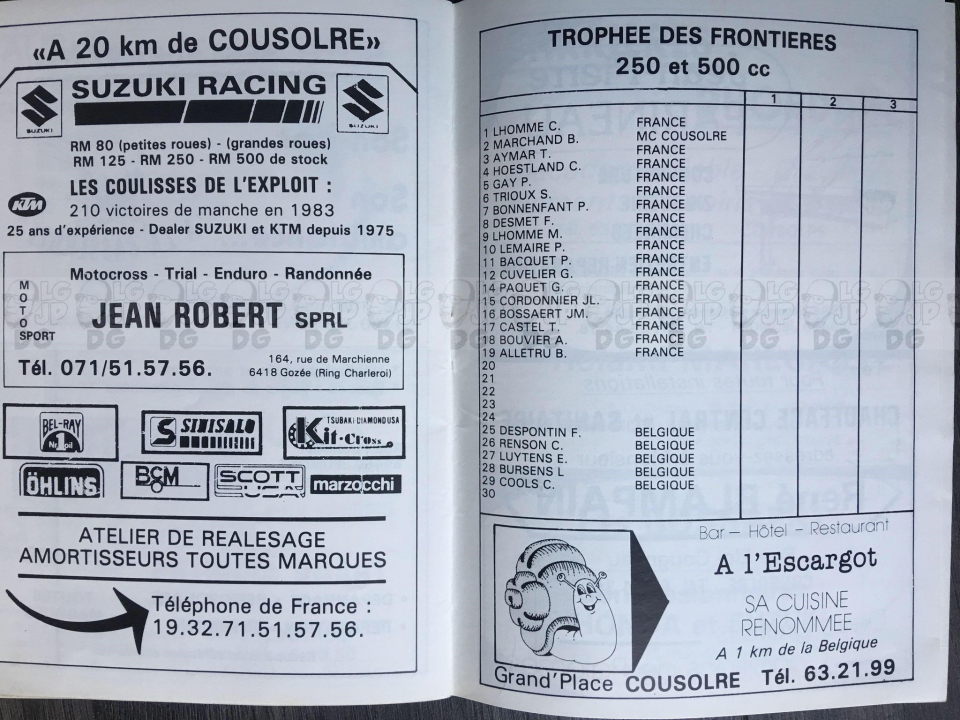 «A 20 km de COUSOLRE»
SUZUKI RACING
SUZUKI
SUZUKI
RM 80 (petites roues) - (grandes roues)
RM 125 - RM 250 - RM 500 de stock
LES COULISSES DE L'EXPLOIT :
KTM
210 victoires de manche en 1983
25 ans d'expérience - Dealer SUZUKI et KTM depuis 1975
Motocross - Trial - Enduro - Randonnée
MOTO
SPORT
JEAN ROBERT SPRL
Tél. 071/51.57.56.
164, rue de Marchienne
6418 Gozée (Ring Charleroi)
BEL-RAY
SINISALO
TSUBAKI DIAMOND USA
Kit-Cross
ÖHLINS
SCOTT
USA
marzocchi
ATELIER DE REALESAGE
AMORTISSEURS TOUTES MARQUES
Téléphone de France :
19.32.71.51.57.56.
TROPHEE DES FRONTIERES
250 et 500 cc
1 2 3
1 LHOMME C. FRANCE
2 MARCHAND B. MC COUSOLRE
3 AYMAR T. FRANCE
4 HOESTLAND C. FRANCE
5 GAY P. FRANCE
6 TRIOUX S. FRANCE
7 BONNENFANT P. FRANCE
8 DESMET F. FRANCE
9 LHOMME M. FRANCE
10 LEMAIRE P. FRANCE
11 BACQUET P. FRANCE
12 CUVELIER G. FRANCE
14 PAQUET G. FRANCE
15 CORDONNIER JL. FRANCE
16 BOSSAERT JM. FRANCE
17 CASTEL T. FRANCE
18 BOUVIER A. FRANCE
19 ALLETRU B. FRANCE
20
21
22
23
24
25 DESPONTIN F. BELGIQUE
26 RENSON C. BELGIQUE
27 LUYTENS E. BELGIQUE
28 BURSENS L BELGIQUE
29 COOLS C. BELGIQUE
30
Bar – Hôtel – Restaurant
A l'Escargot
SA CUISINE
RENOMMEE
A 1 km de la Belgique
Grand'Place COUSOLRE Tél. 63.21.99